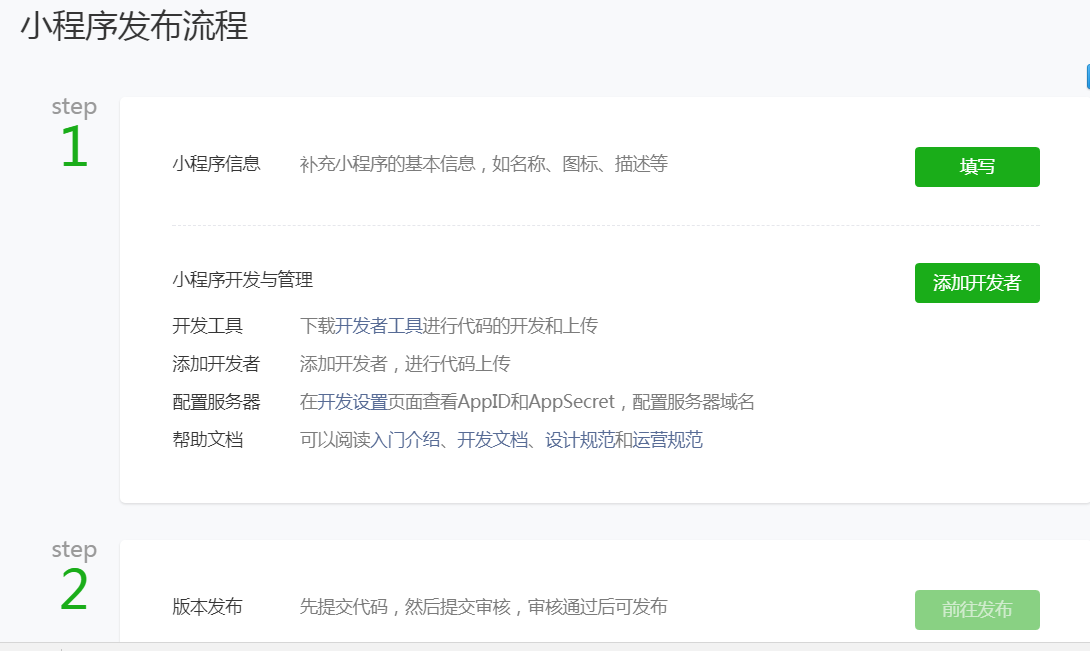 小程序发布流程
step
1
小程序信息 补充小程序的基本信息，如名称、图标、描述等 填写
小程序开发与管理 添加开发者
开发工具 下载开发者工具进行代码的开发和上传
添加开发者 添加开发者，进行代码上传
配置服务器 在开发设置页面查看AppID和AppSecret，配置服务器域名
帮助文档 可以阅读入门介绍、开发文档、设计规范和运营规范
step
2
版本发布 先提交代码，然后提交审核，审核通过后可发布 前往发布